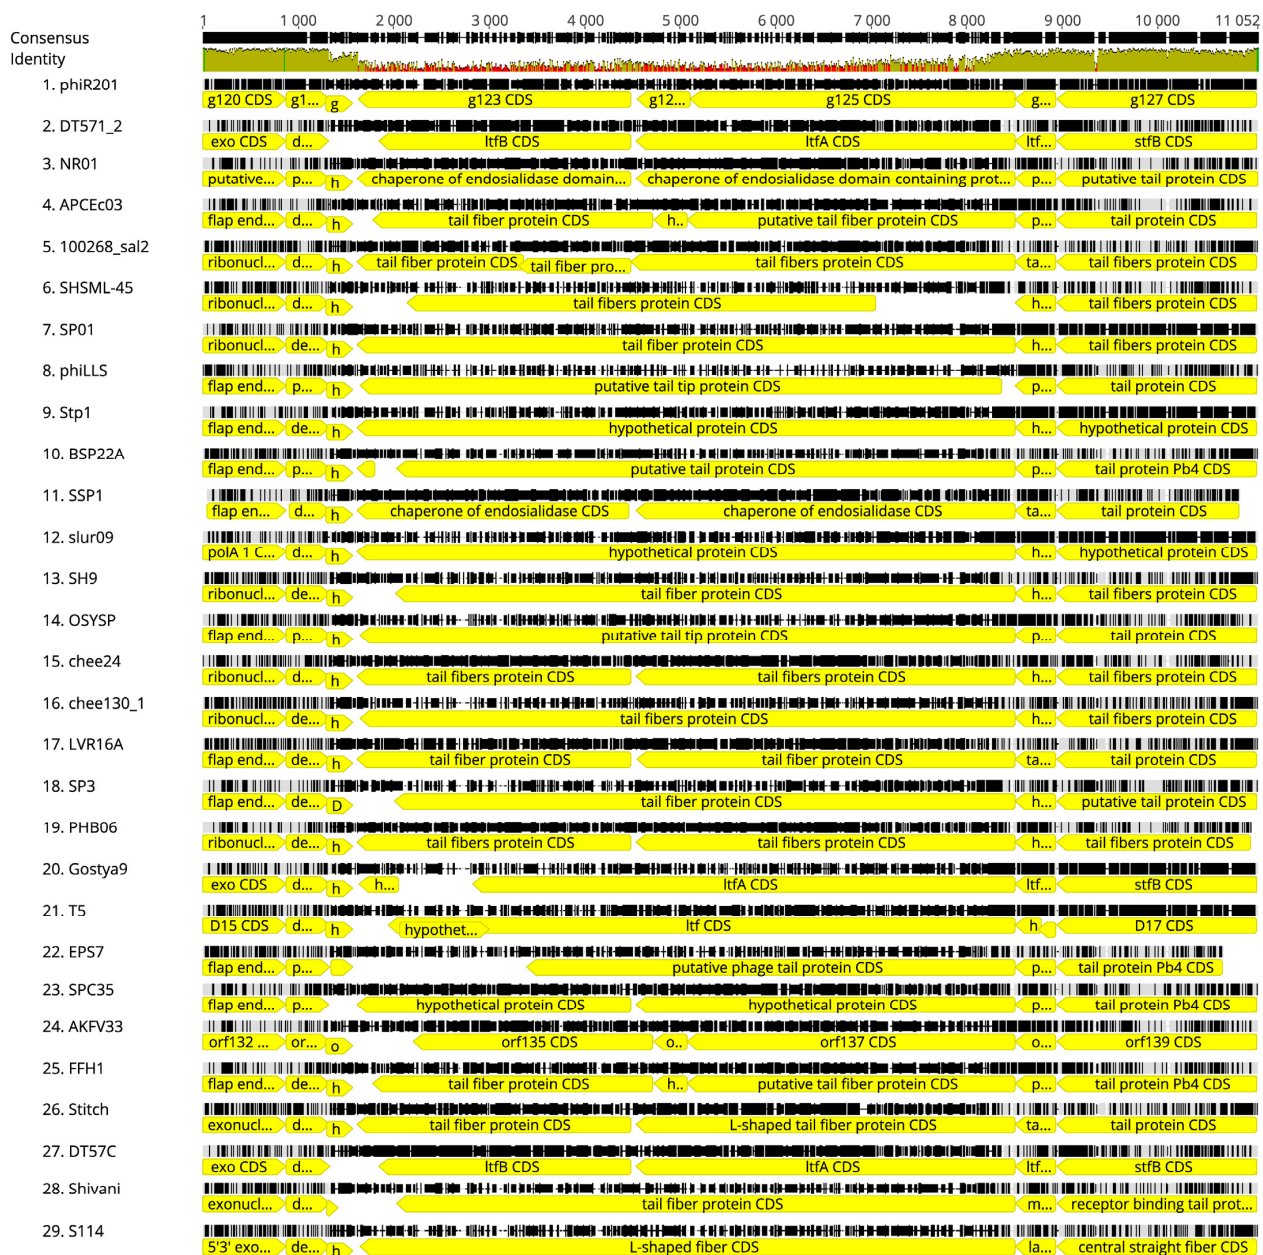 1 1 000 2 000 3 000 4 000 5 000 6 000 7 000 8 000 9 000 10 000 11 052
Consensus
Identity
1. phiR201
g120 CDS g1... g g123 CDS g12... g125 CDS g... g127 CDS
2. DT571_2
exo CDS d... ltfB CDS ltfA CDS ltf... stfB CDS
3. NR01
putative... p... h chaperone of endosialidase domain... chaperone of endosialidase domain-containing prot... p... putative tail protein CDS
4. APCEc03
flap end... d... h tail fiber protein CDS h.. putative tail fiber protein CDS p... tail protein CDS
5. 100268_sal2
ribonucl... d... h tail fiber protein CDS tail fiber pro... tail fibers protein CDS ta... tail fibers protein CDS
6. SHSML-45
ribonucl... d... h tail fibers protein CDS h... tail fibers protein CDS
7. SP01
ribonucl... de... h tail fiber protein CDS h... tail fibers protein CDS
8. phiLLS
flap end... p... h putative tail tip protein CDS p... tail protein CDS
9. Stp1
flap end... de... h hypothetical protein CDS h... hypothetical protein CDS
10. BSP22A
flap end... p... h putative tail protein CDS p... tail protein Pb4 CDS
11. SSP1
flap en... d... h chaperone of endosialidase CDS chaperone of endosialidase CDS ta... tail protein CDS
12. slur09
polA 1 C... d... h hypothetical protein CDS h... hypothetical protein CDS
13. SH9
ribonucl... de... h tail fiber protein CDS h... tail fibers protein CDS
14. OSYSP
flap end... p... h putative tail tip protein CDS p... tail protein CDS
15. chee24
ribonucl... d... h tail fibers protein CDS tail fibers protein CDS h... tail fibers protein CDS
16. chee130_1
ribonucl... de... h tail fibers protein CDS h... tail fibers protein CDS
17. LVR16A
flap end... de... h tail fiber protein CDS tail fiber protein CDS ta... tail protein CDS
18. SP3
flap end... de... D tail fiber protein CDS h... putative tail protein CDS
19. PHB06
ribonucl... de... h tail fibers protein CDS tail fibers protein CDS h... tail fibers protein CDS
20. Gostya9
exo CDS d... h h... ltfA CDS ltf... stfB CDS
21. T5
D15 CDS d... h hypothet... ltf CDS h D17 CDS
22. EPS7
flap end... p... putative phage tail protein CDS p... tail protein Pb4 CDS
23. SPC35
flap end... p... hypothetical protein CDS hypothetical protein CDS p... tail protein Pb4 CDS
24. AKFV33
orf132 ... or... o orf135 CDS o.. orf137 CDS o... orf139 CDS
25. FFH1
flap end... de... h tail fiber protein CDS h.. putative tail fiber protein CDS p... tail protein Pb4 CDS
26. Stitch
exonucl... d... h tail fiber protein CDS L-shaped tail fiber protein CDS ta... tail protein CDS
27. DT57C
exo CDS d... ltfB CDS ltfA CDS ltf... stfB CDS
28. Shivani
exonucl... d... tail fiber protein CDS m... receptor binding tail prot...
29. S114
5'3' exo... de... h L-shaped fiber CDS la... central straight fiber CDS